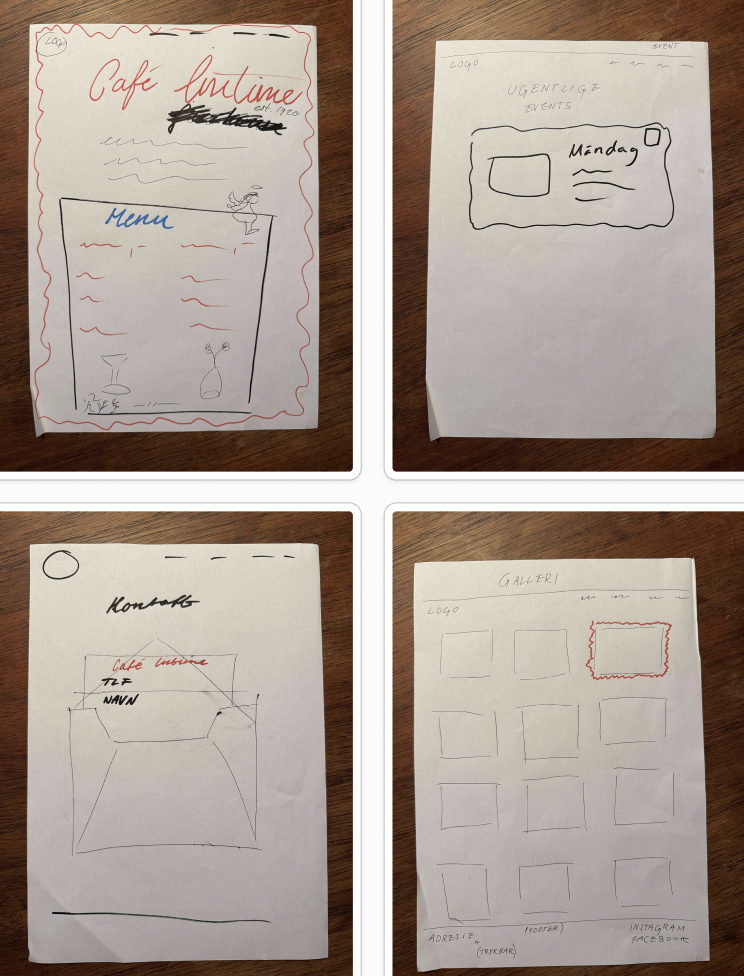 LOGO
Café Intime
est. 1920
Menu
EVENT
LOGO
UGENTLIGE
EVENTS
Mandag
Kontakt
Café Intime
TLF
NAVN
GALLERI
LOGO
ADRESSE
(TRYKBAR)
(FOOTER)
INSTAGRAM
FACEBOOK